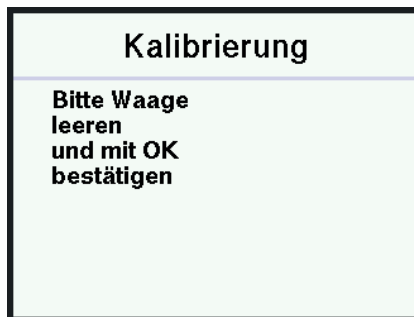 Kalibrierung
Bitte Waage
leeren
und mit OK
bestätigen